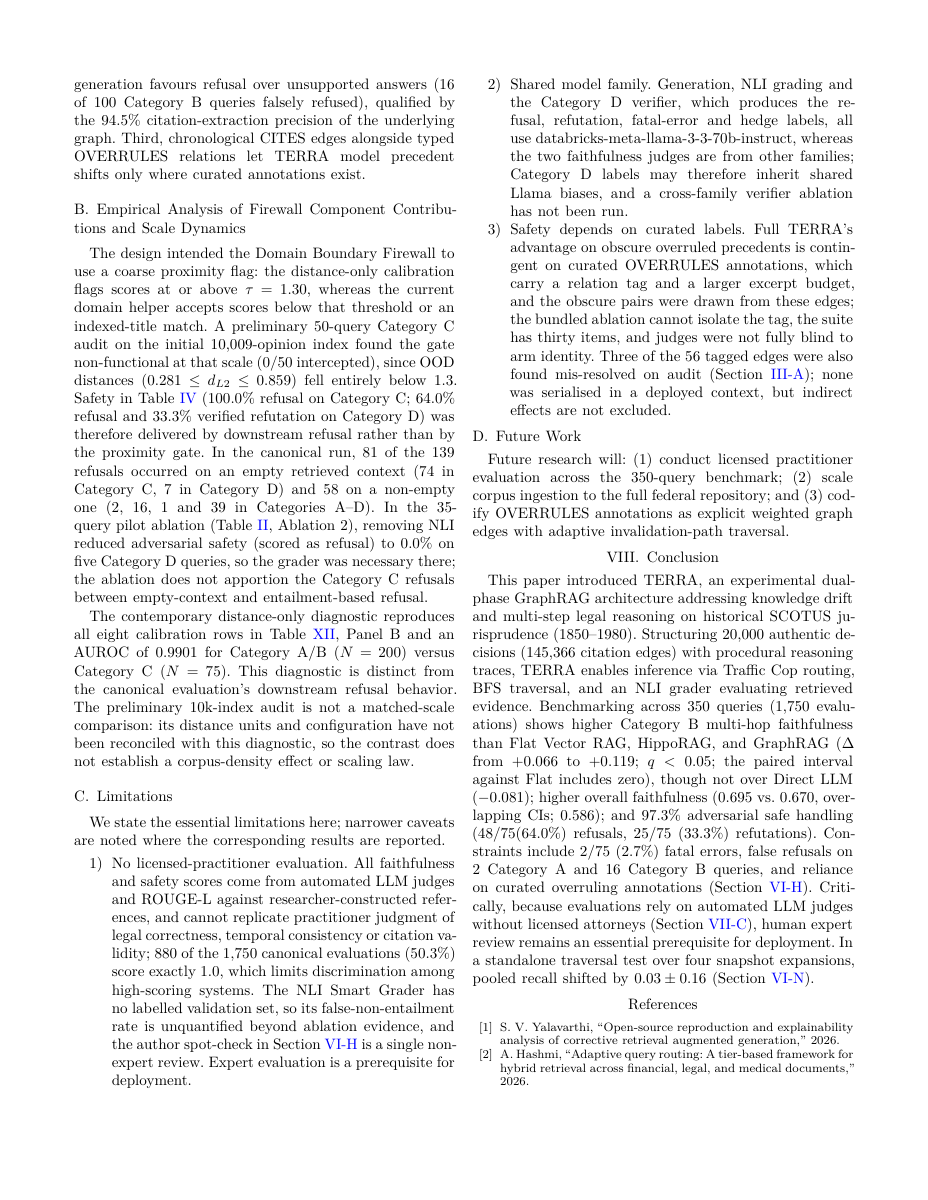 generation favours refusal over unsupported answers (16
of 100 Category B queries falsely refused), qualified by
the 94.5% citation-extraction precision of the underlying
graph. Third, chronological CITES edges alongside typed
OVERRULES relations let TERRA model precedent
shifts only where curated annotations exist.
B. Empirical Analysis of Firewall Component Contribu-
tions and Scale Dynamics
The design intended the Domain Boundary Firewall to
use a coarse proximity flag: the distance-only calibration
flags scores at or above τ = 1.30, whereas the current
domain helper accepts scores below that threshold or an
indexed-title match. A preliminary 50-query Category C
audit on the initial 10,009-opinion index found the gate
non-functional at that scale (0/50 intercepted), since OOD
distances (0.281 ≤ d_{L2} ≤ 0.859) fell entirely below 1.3.
Safety in Table IV (100.0% refusal on Category C; 64.0%
refusal and 33.3% verified refutation on Category D) was
therefore delivered by downstream refusal rather than by
the proximity gate. In the canonical run, 81 of the 139
refusals occurred on an empty retrieved context (74 in
Category C, 7 in Category D) and 58 on a non-empty
one (2, 16, 1 and 39 in Categories A–D). In the 35-
query pilot ablation (Table II, Ablation 2), removing NLI
reduced adversarial safety (scored as refusal) to 0.0% on
five Category D queries, so the grader was necessary there;
the ablation does not apportion the Category C refusals
between empty-context and entailment-based refusal.
The contemporary distance-only diagnostic reproduces
all eight calibration rows in Table XII, Panel B and an
AUROC of 0.9901 for Category A/B (N = 200) versus
Category C (N = 75). This diagnostic is distinct from
the canonical evaluation's downstream refusal behavior.
The preliminary 10k-index audit is not a matched-scale
comparison: its distance units and configuration have not
been reconciled with this diagnostic, so the contrast does
not establish a corpus-density effect or scaling law.
C. Limitations
We state the essential limitations here; narrower caveats
are noted where the corresponding results are reported.
1) No licensed-practitioner evaluation. All faithfulness
and safety scores come from automated LLM judges
and ROUGE-L against researcher-constructed refer-
ences, and cannot replicate practitioner judgment of
legal correctness, temporal consistency or citation va-
lidity; 880 of the 1,750 canonical evaluations (50.3%)
score exactly 1.0, which limits discrimination among
high-scoring systems. The NLI Smart Grader has
no labelled validation set, so its false-non-entailment
rate is unquantified beyond ablation evidence, and
the author spot-check in Section VI-H is a single non-
expert review. Expert evaluation is a prerequisite for
deployment.
2) Shared model family. Generation, NLI grading and
the Category D verifier, which produces the re-
fusal, refutation, fatal-error and hedge labels, all
use databricks-meta-llama-3-3-70b-instruct, whereas
the two faithfulness judges are from other families;
Category D labels may therefore inherit shared
Llama biases, and a cross-family verifier ablation
has not been run.
3) Safety depends on curated labels. Full TERRA's
advantage on obscure overruled precedents is contin-
gent on curated OVERRULES annotations, which
carry a relation tag and a larger excerpt budget,
and the obscure pairs were drawn from these edges;
the bundled ablation cannot isolate the tag, the suite
has thirty items, and judges were not fully blind to
arm identity. Three of the 56 tagged edges were also
found mis-resolved on audit (Section III-A); none
was serialised in a deployed context, but indirect
effects are not excluded.
D. Future Work
Future research will: (1) conduct licensed practitioner
evaluation across the 350-query benchmark; (2) scale
corpus ingestion to the full federal repository; and (3) cod-
ify OVERRULES annotations as explicit weighted graph
edges with adaptive invalidation-path traversal.
VIII. Conclusion
This paper introduced TERRA, an experimental dual-
phase GraphRAG architecture addressing knowledge drift
and multi-step legal reasoning on historical SCOTUS ju-
risprudence (1850–1980). Structuring 20,000 authentic de-
cisions (145,366 citation edges) with procedural reasoning
traces, TERRA enables inference via Traffic Cop routing,
BFS traversal, and an NLI grader evaluating retrieved
evidence. Benchmarking across 350 queries (1,750 evalu-
ations) shows higher Category B multi-hop faithfulness
than Flat Vector RAG, HippoRAG, and GraphRAG (Δ
from +0.066 to +0.119; q < 0.05; the paired interval
against Flat includes zero), though not over Direct LLM
(−0.081); higher overall faithfulness (0.695 vs. 0.670, over-
lapping CIs; 0.586); and 97.3% adversarial safe handling
(48/75(64.0%) refusals, 25/75 (33.3%) refutations). Con-
straints include 2/75 (2.7%) fatal errors, false refusals on
2 Category A and 16 Category B queries, and reliance
on curated overruling annotations (Section VI-H). Criti-
cally, because evaluations rely on automated LLM judges
without licensed attorneys (Section VII-C), human expert
review remains an essential prerequisite for deployment. In
a standalone traversal test over four snapshot expansions,
pooled recall shifted by 0.03 ± 0.16 (Section VI-N).
References
[1] S. V. Yalavarthi, “Open-source reproduction and explainability
analysis of corrective retrieval augmented generation,” 2026.
[2] A. Hashmi, “Adaptive query routing: A tier-based framework for
hybrid retrieval across financial, legal, and medical documents,”
2026.